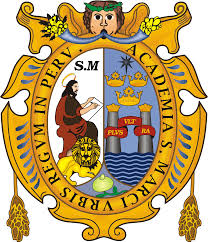 ACADEMIA S MARCI VRBIS REGVM IN PERV
S.M
PLVS VLT RA